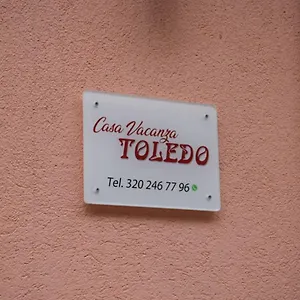 Casa Vacanza
TOLEDO
Tel. 320 246 77 96